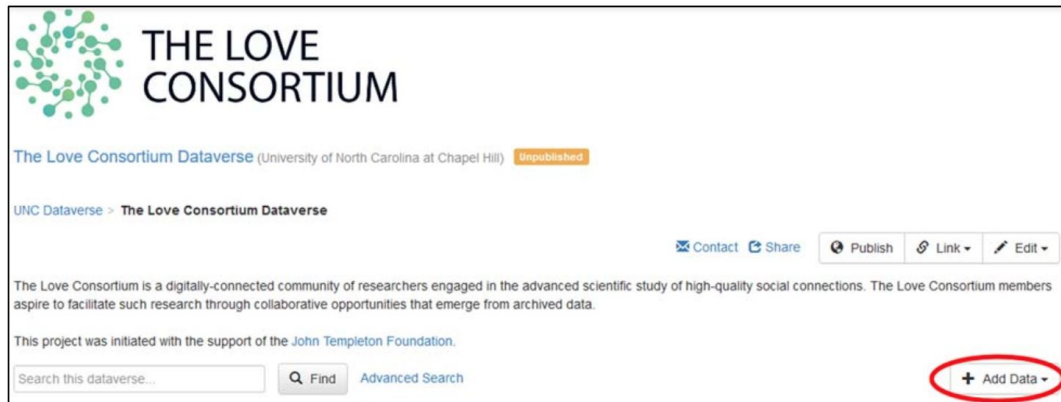 THE LOVE
CONSORTIUM
The Love Consortium Dataverse (University of North Carolina at Chapel Hill) Unpublished
UNC Dataverse > The Love Consortium Dataverse
Contact Share Publish Link Edit
The Love Consortium is a digitally-connected community of researchers engaged in the advanced scientific study of high-quality social connections. The Love Consortium members
aspire to facilitate such research through collaborative opportunities that emerge from archived data.
This project was initiated with the support of the John Templeton Foundation.
Search this dataverse... Find Advanced Search + Add Data